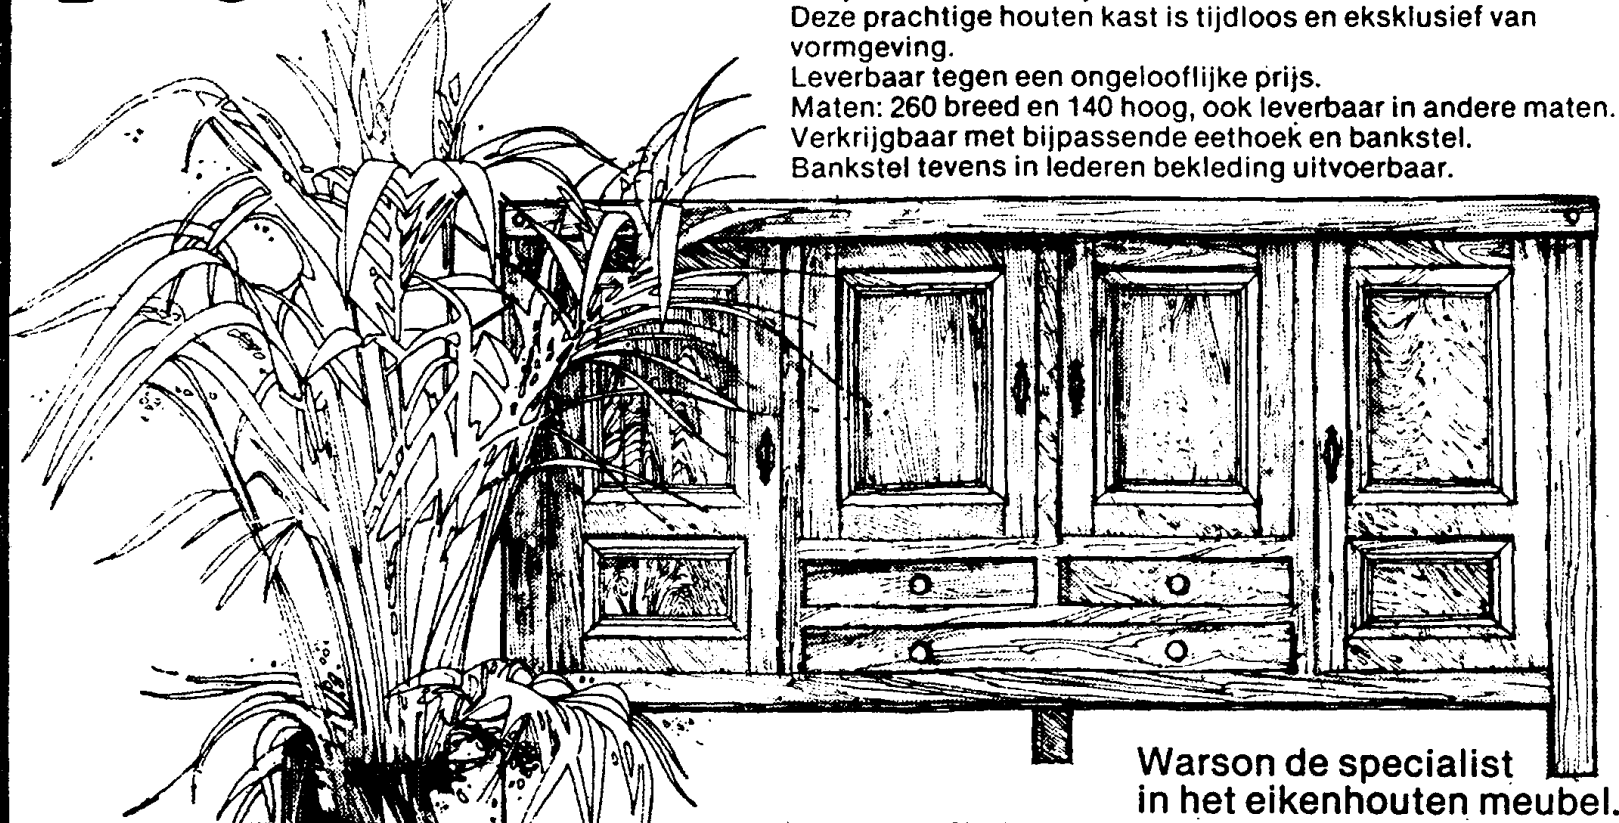 Deze prachtige houten kast is tijdloos en eksklusief van
vormgeving.
Leverbaar tegen een ongelooflijke prijs.
Maten: 260 breed en 140 hoog, ook leverbaar in andere maten.
Verkrijgbaar met bijpassende eethoek en bankstel.
Bankstel tevens in lederen bekleding uitvoerbaar.
Warson de specialist
in het eikenhouten meubel.